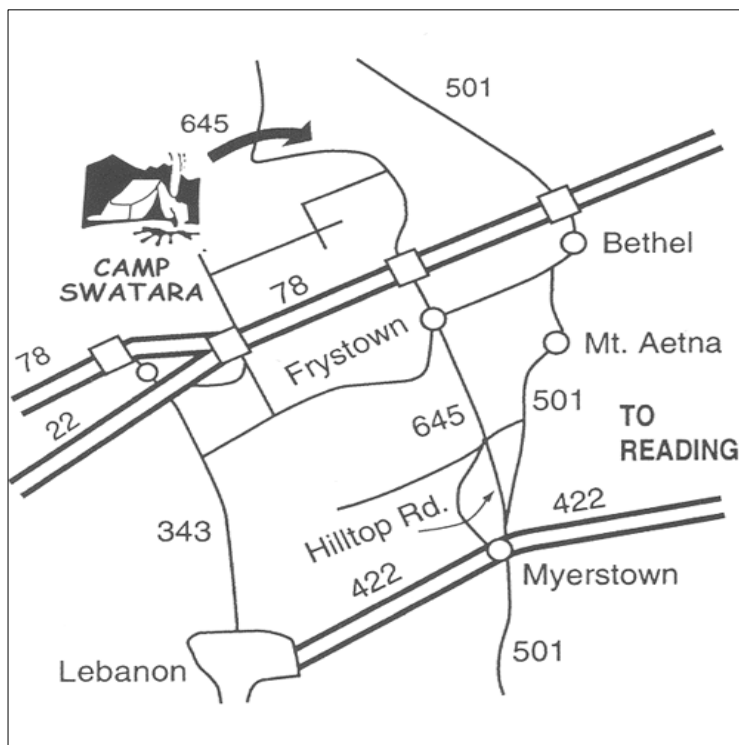 501
645
CAMP
SWATARA
78
Bethel
78
Frystown
Mt. Aetna
22
645
501
TO
READING
343
Hilltop Rd.
422
422
Myerstown
Lebanon
501